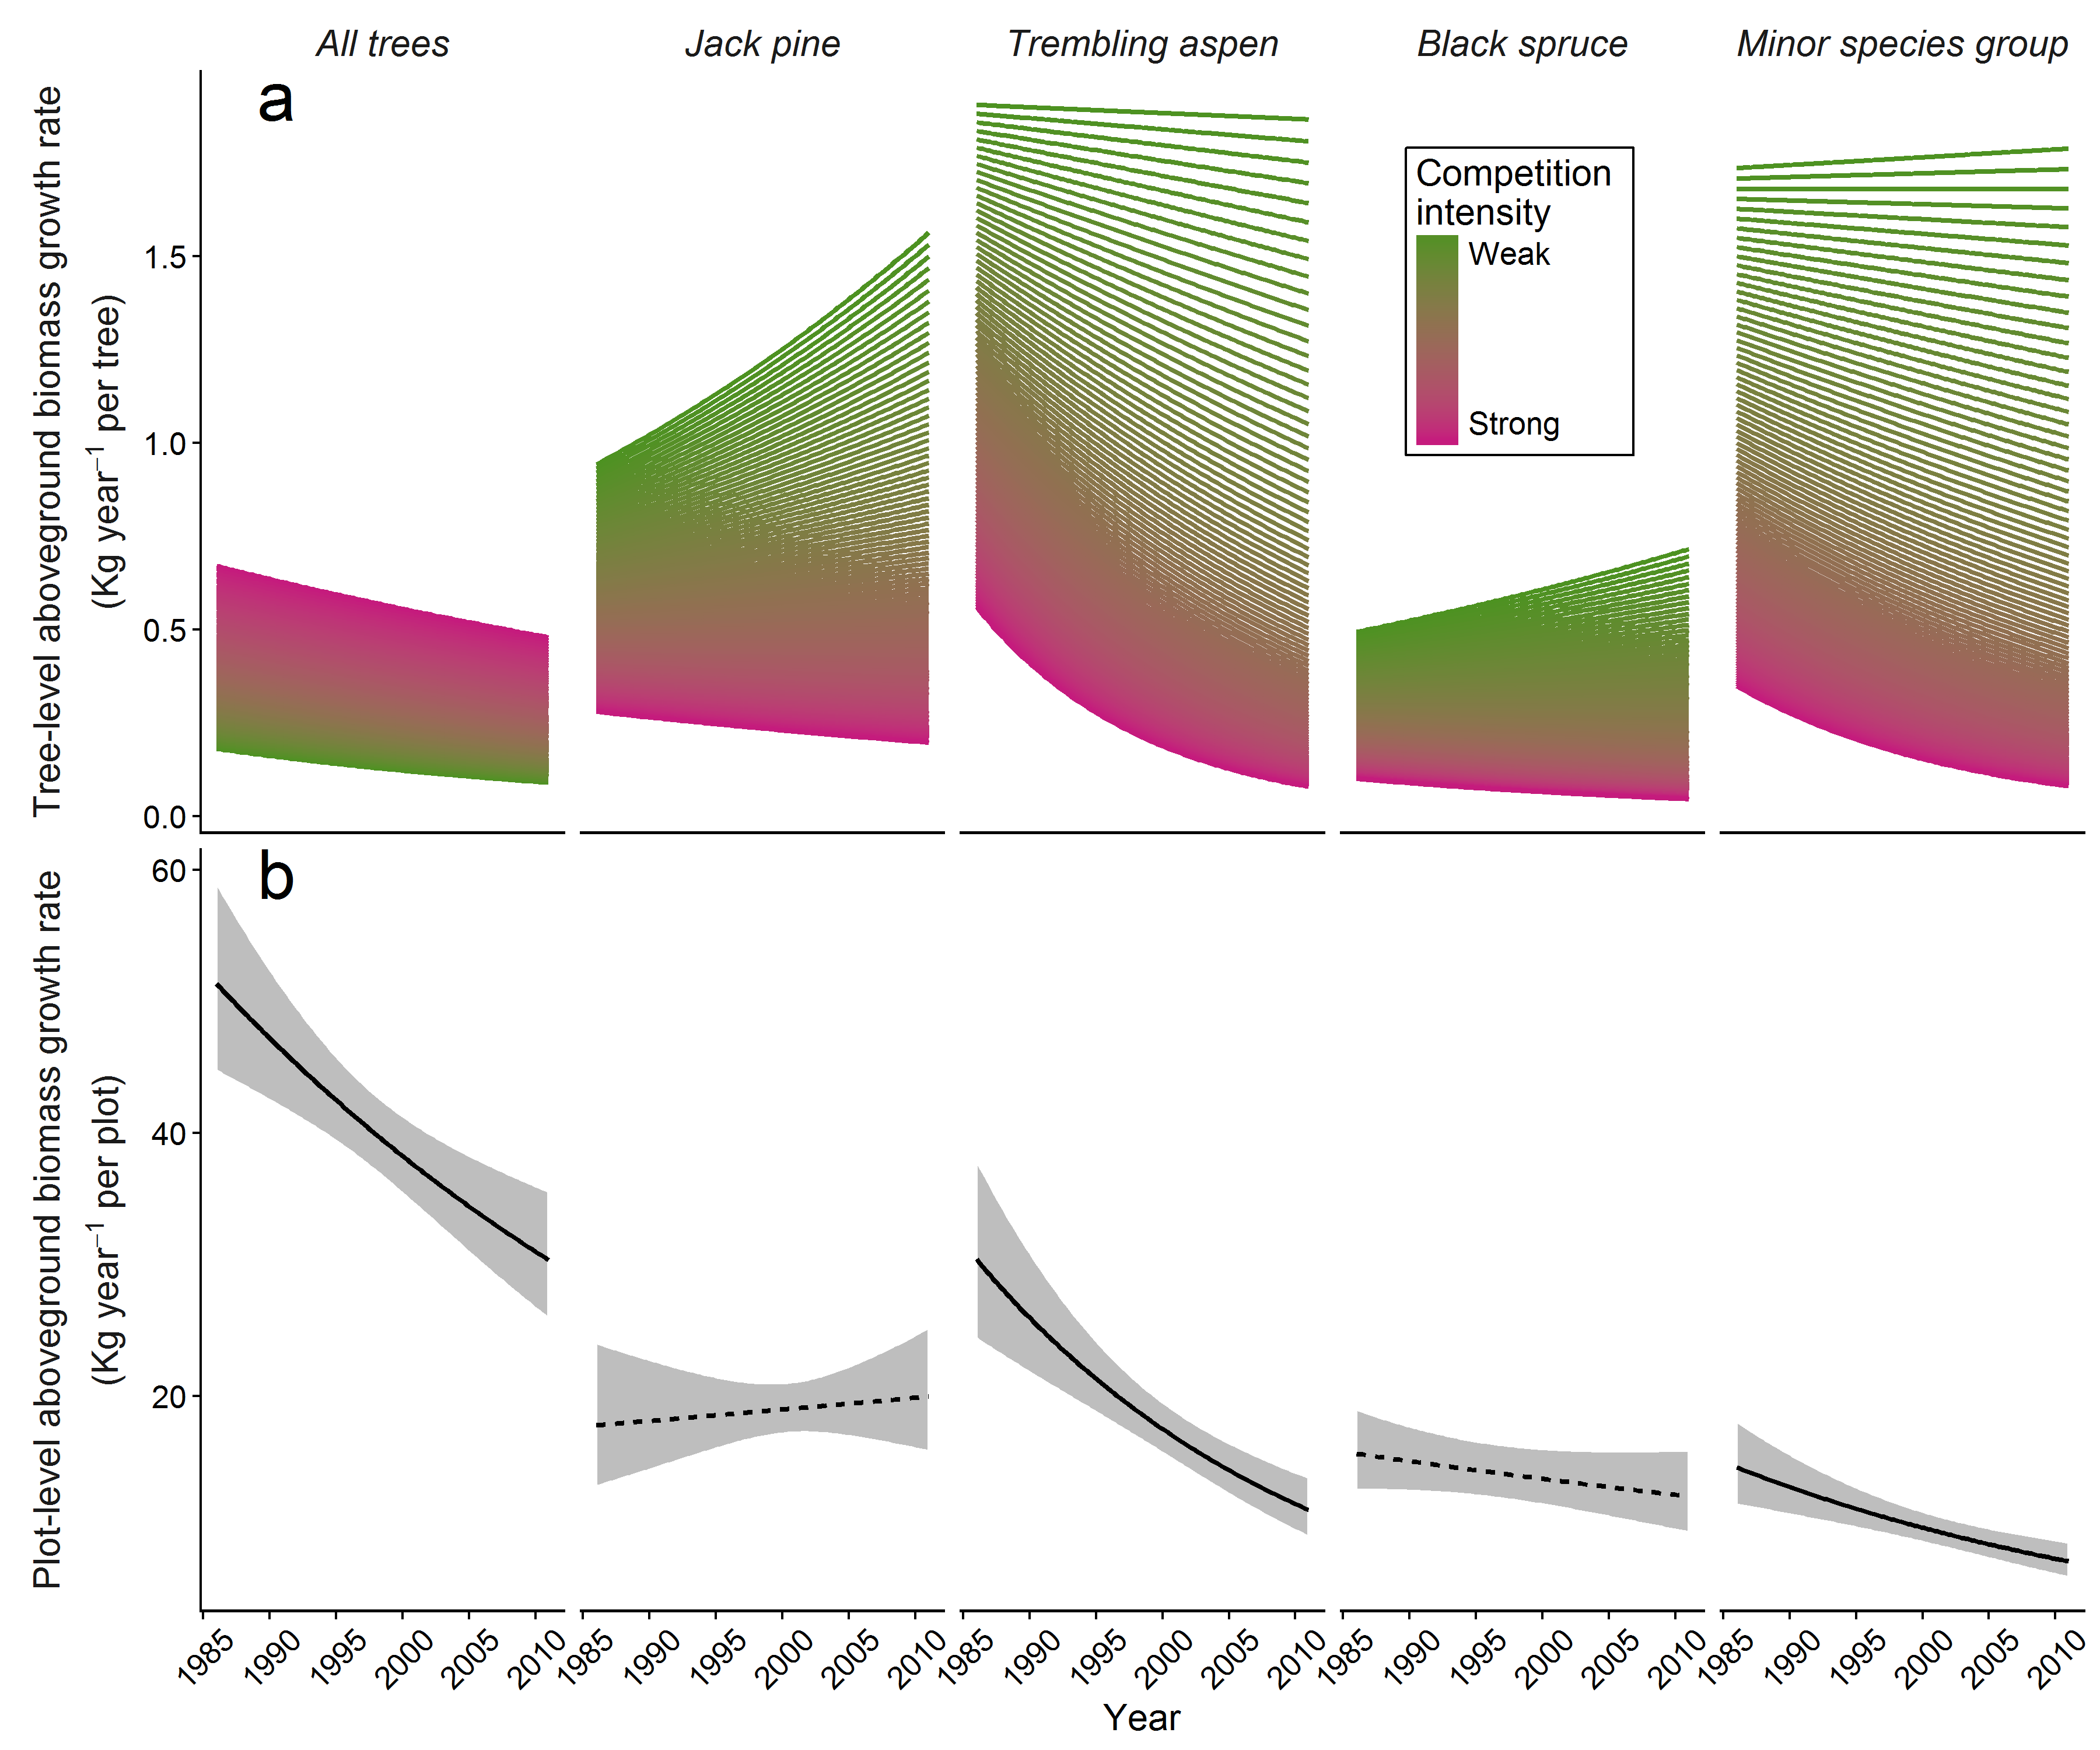 All trees
Jack pine
Trembling aspen
Black spruce
Minor species group
a
Tree-level aboveground biomass growth rate
(Kg year⁻¹ per tree)
1.5
1.0
0.5
0.0
Competition
intensity
Weak
Strong
b
Plot-level aboveground biomass growth rate
(Kg year⁻¹ per plot)
60
40
20
1985 1990 1995 2000 2005 2010
1985 1990 1995 2000 2005 2010
1985 1990 1995 2000 2005 2010
1985 1990 1995 2000 2005 2010
1985 1990 1995 2000 2005 2010
Year